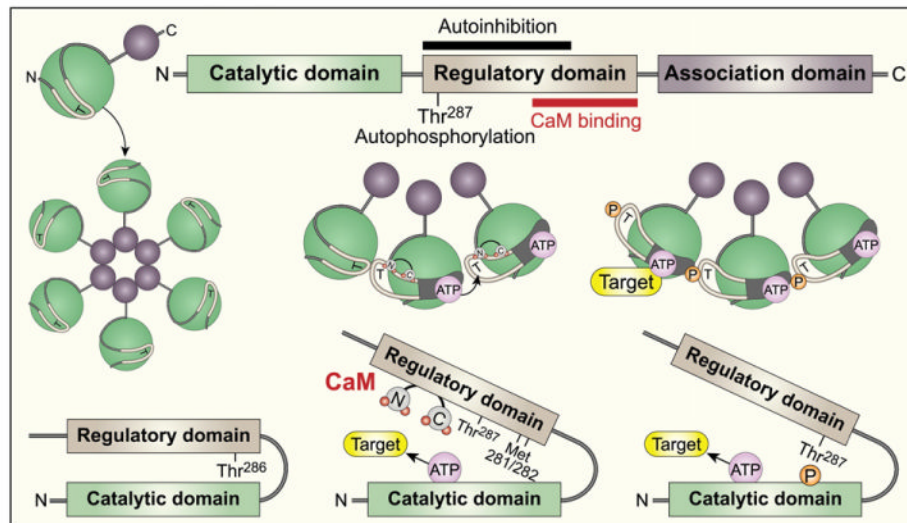 Autoinhibition
C
N
N
Catalytic domain
Regulatory domain
Association domain
C
T
Thr287
CaM binding
Autophosphorylation
T
T
T
T
T
T
T
T
N
C
T
N
C
T
ATP
ATP
P
T
ATP
Target
P
T
ATP
P
T
ATP
Regulatory domain
Thr286
N
Catalytic domain
CaM
N
C
Regulatory domain
Thr287
Met
281/282
Target
ATP
N
Catalytic domain
Regulatory domain
Thr287
Target
ATP
P
N
Catalytic domain